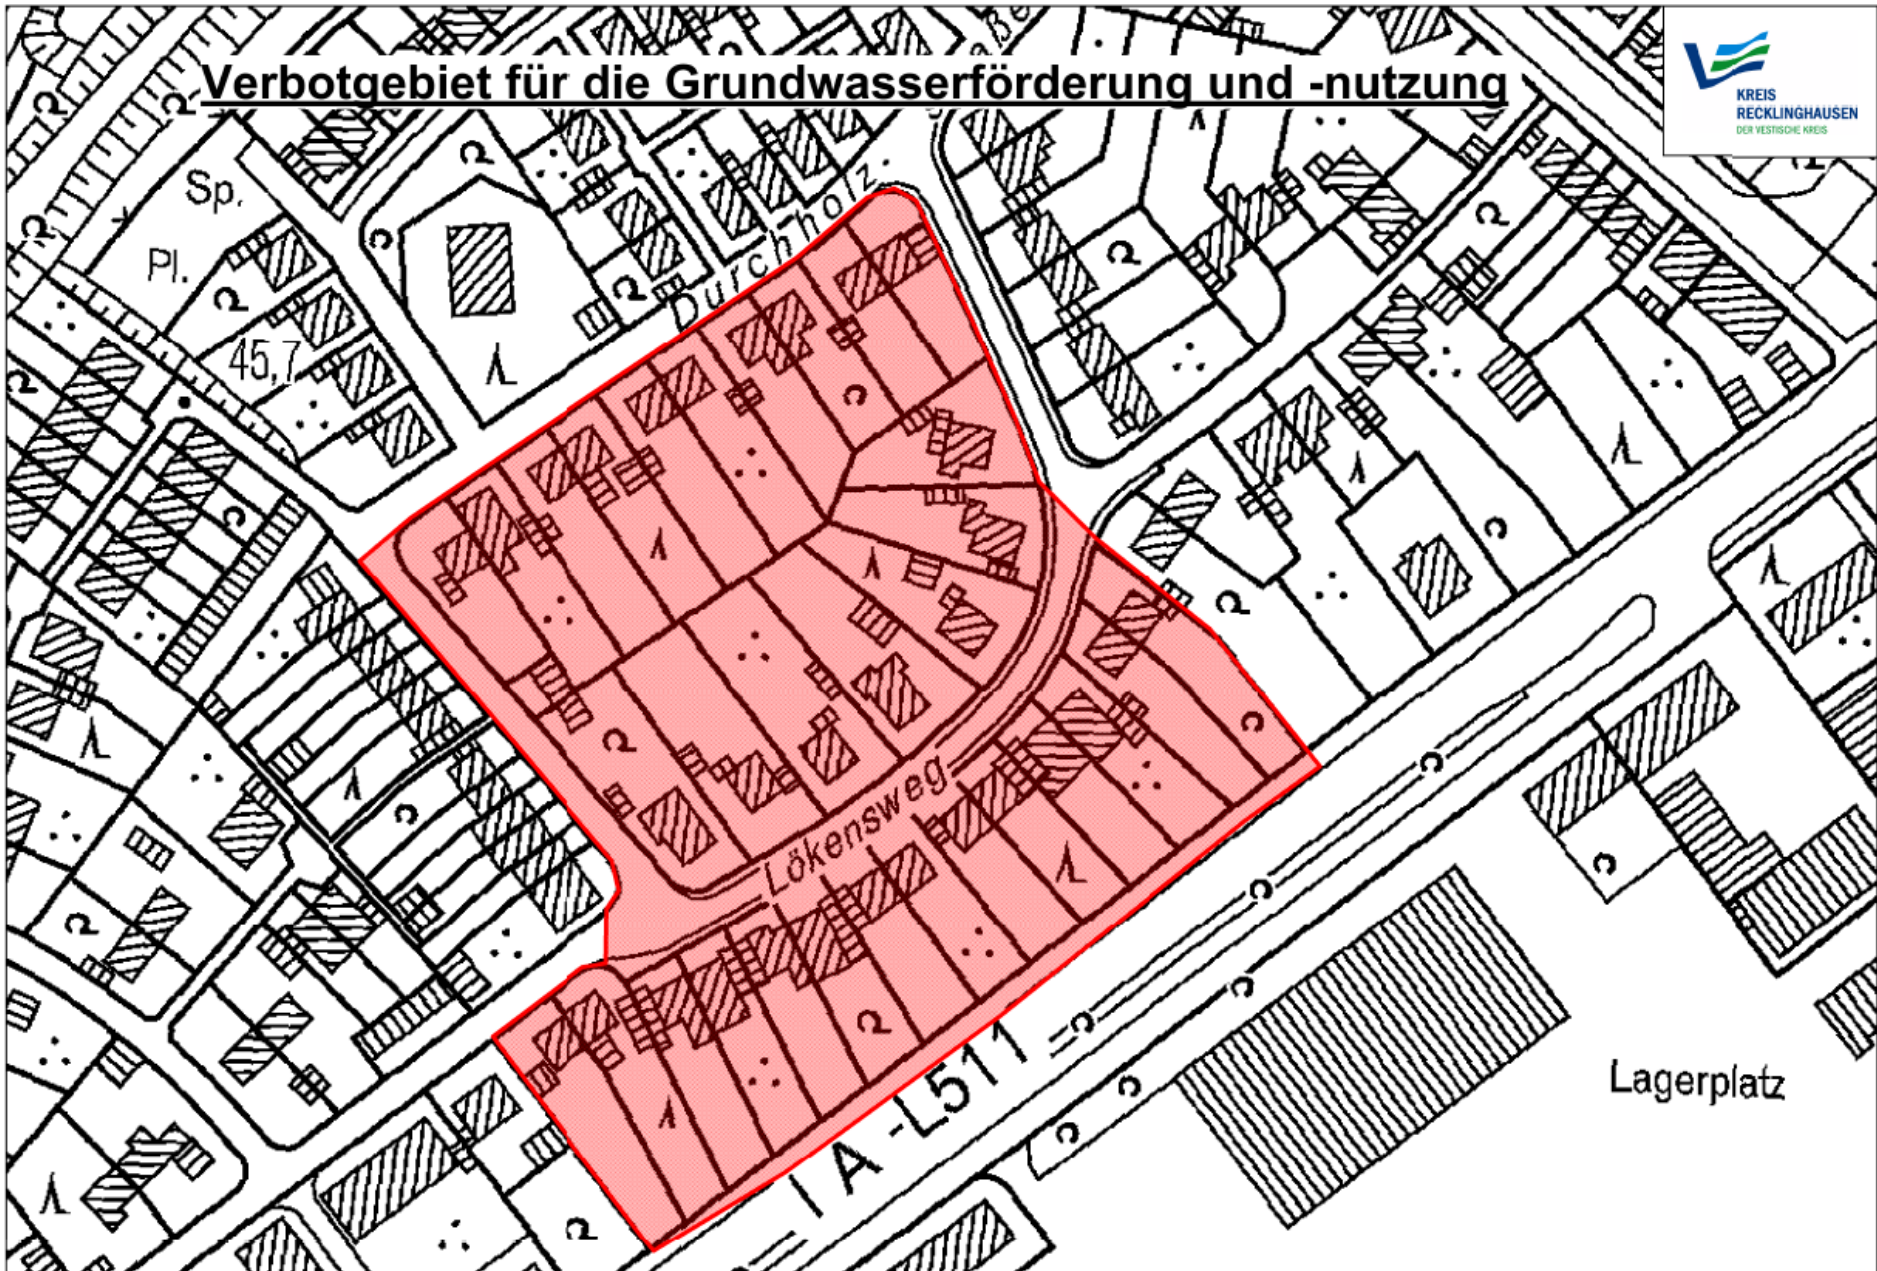 Verbotgebiet für die Grundwasserförderung und -nutzung
KREIS
RECKLINGHAUSEN
DER VESTISCHE KREIS
Sp.
Pl.
45,7
Durchholz.
Lökensweg
A -L511
Lagerplatz